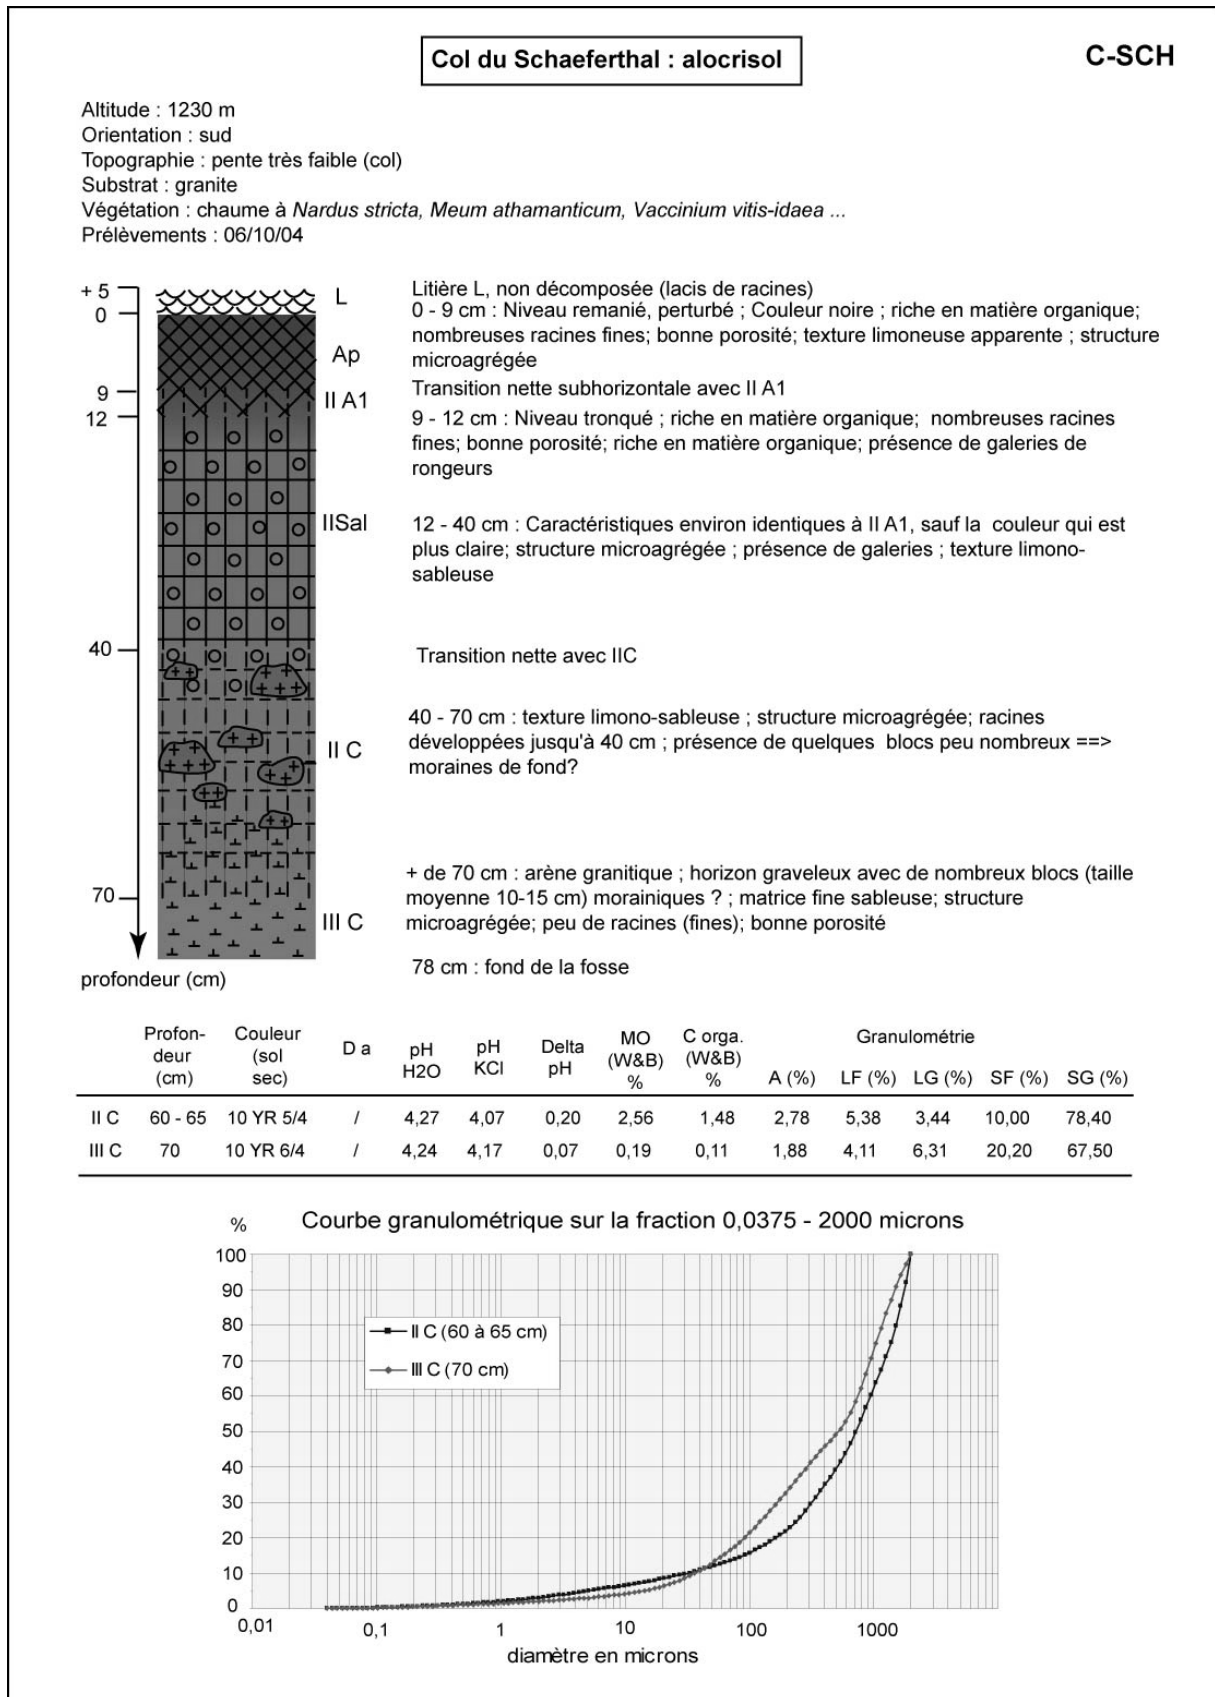 Col du Schaeferthal : alocrisol
C-SCH
Altitude : 1230 m
Orientation : sud
Topographie : pente très faible (col)
Substrat : granite
Végétation : chaume à Nardus stricta, Meum athamanticum, Vaccinium vitis-idaea ...
Prélèvements : 06/10/04
+ 5
0
9
12
40
70
profondeur (cm)
L
Ap
II A1
IISal
II C
III C
Litière L, non décomposée (lacis de racines)
0 - 9 cm : Niveau remanié, perturbé ; Couleur noire ; riche en matière organique;
nombreuses racines fines; bonne porosité; texture limoneuse apparente ; structure
microagrégée
Transition nette subhorizontale avec II A1
9 - 12 cm : Niveau tronqué ; riche en matière organique; nombreuses racines
fines; bonne porosité; riche en matière organique; présence de galeries de
rongeurs
12 - 40 cm : Caractéristiques environ identiques à II A1, sauf la couleur qui est
plus claire; structure microagrégée ; présence de galeries ; texture limono-
sableuse
Transition nette avec IIC
40 - 70 cm : texture limono-sableuse ; structure microagrégée; racines
développées jusqu'à 40 cm ; présence de quelques blocs peu nombreux ==>
moraines de fond?
+ de 70 cm : arène granitique ; horizon graveleux avec de nombreux blocs (taille
moyenne 10-15 cm) morainiques ? ; matrice fine sableuse; structure
microagrégée; peu de racines (fines); bonne porosité
78 cm : fond de la fosse
Profon-
deur
(cm)
Couleur
(sol
sec)
D a
pH
H2O
pH
KCl
Delta
pH
MO
(W&B)
%
C orga.
(W&B)
%
Granulométrie
A (%) LF (%) LG (%) SF (%) SG (%)
II C 60 - 65 10 YR 5/4 / 4,27 4,07 0,20 2,56 1,48 2,78 5,38 3,44 10,00 78,40
III C 70 10 YR 6/4 / 4,24 4,17 0,07 0,19 0,11 1,88 4,11 6,31 20,20 67,50
% Courbe granulométrique sur la fraction 0,0375 - 2000 microns
100
90
80
70
60
50
40
30
20
10
0
II C (60 à 65 cm)
III C (70 cm)
0,01 0,1 1 10 100 1000
diamètre en microns